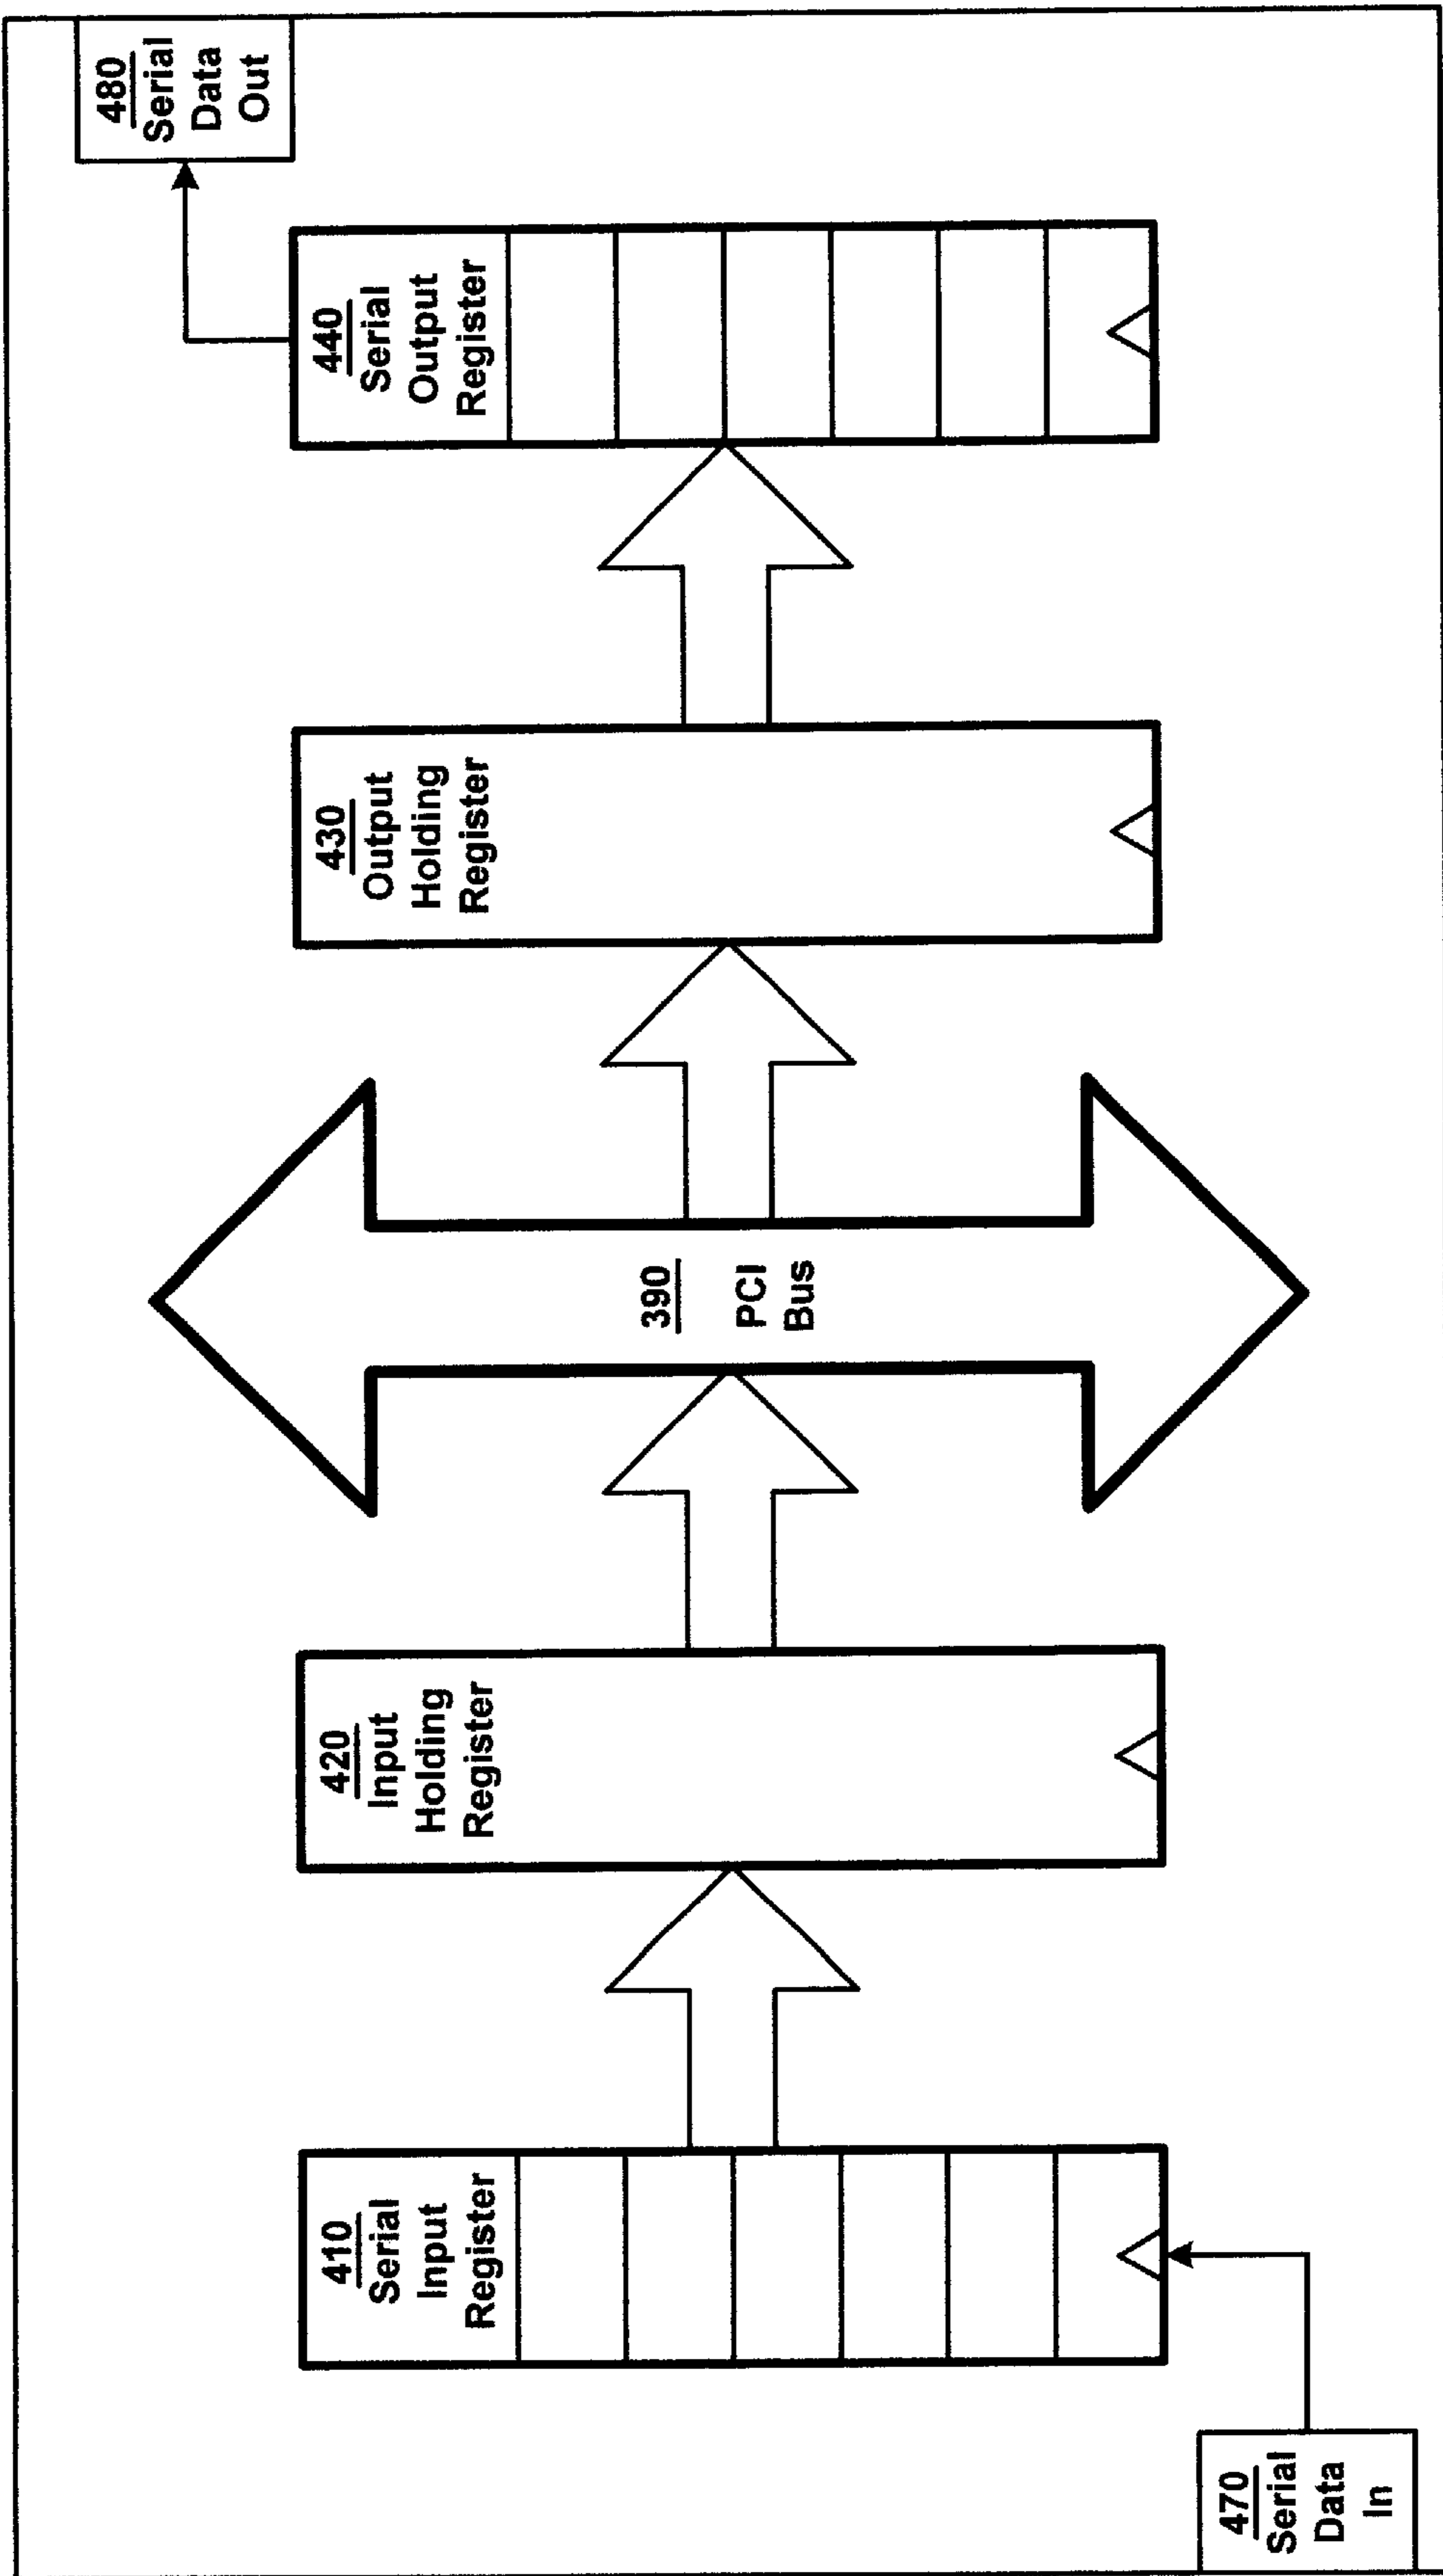 470
Serial
Data
In
410
Serial
Input
Register
420
Input
Holding
Register
390
PCI
Bus
430
Output
Holding
Register
440
Serial
Output
Register
480
Serial
Data
Out